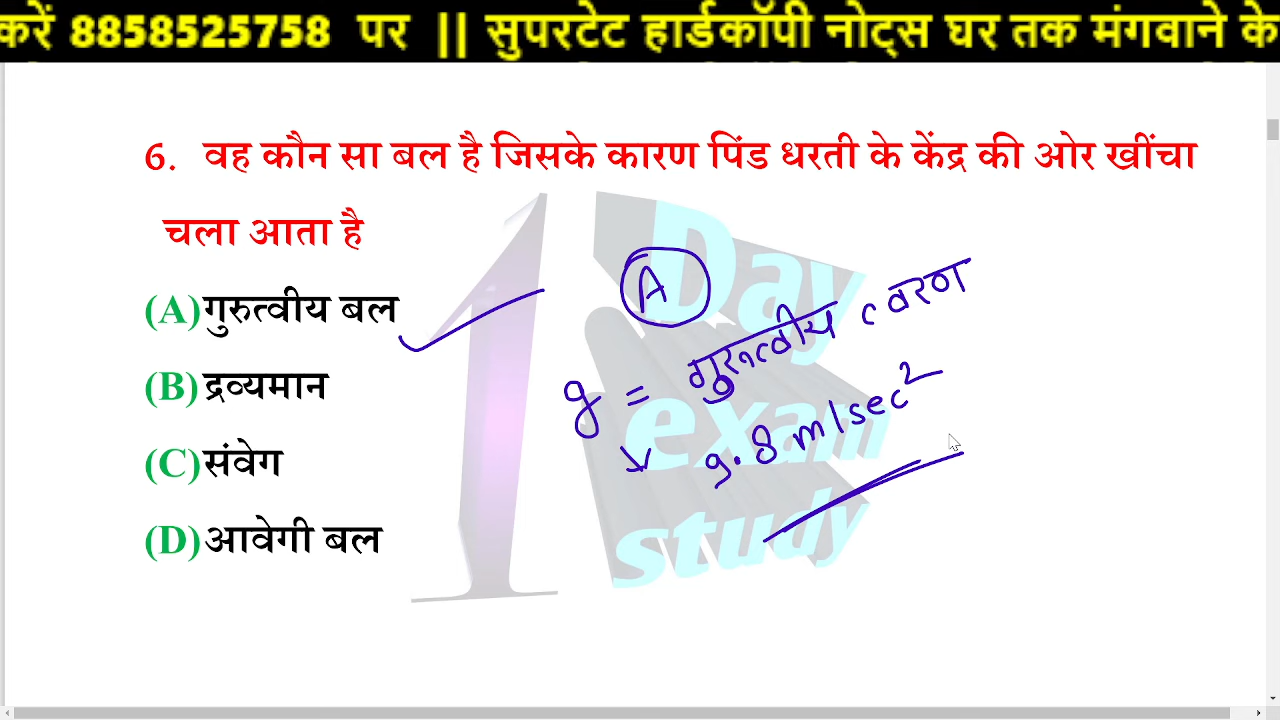 करें 8858525758 पर || सुपरटेट हार्डकॉपी नोट्स घर तक मंगवाने के
6. वह कौन सा बल है जिसके कारण पिंड धरती के केंद्र की ओर खींचा
चला आता है
(A) गुरुत्वीय बल
(B) द्रव्यमान
(C) संवेग
(D) आवेगी बल
A
g = गुरुत्वीय त्वरण
9.8 m/sec²
1 Day
exam
study